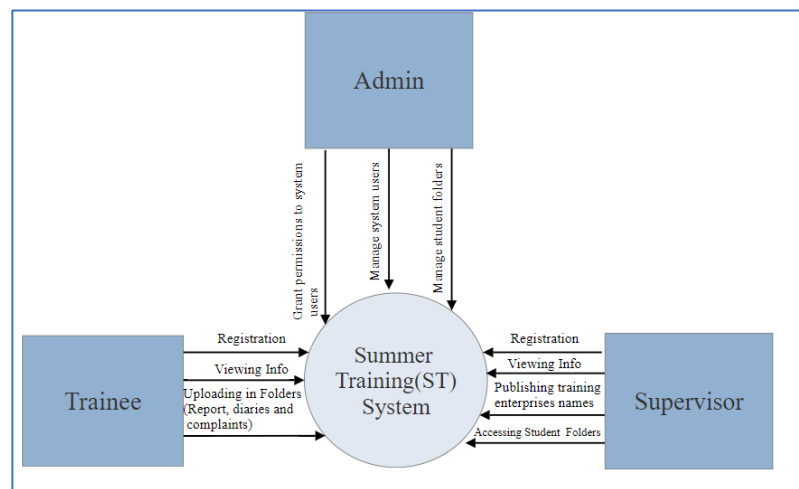 Admin
Grant permissions to system
users
Manage system users
Manage student folders
Trainee
Registration
Viewing Info
Uploading in Folders
(Report, diaries and
complaints)
Summer
Training(ST)
System
Registration
Viewing Info
Publishing training
enterprises names
Accessing Student Folders
Supervisor